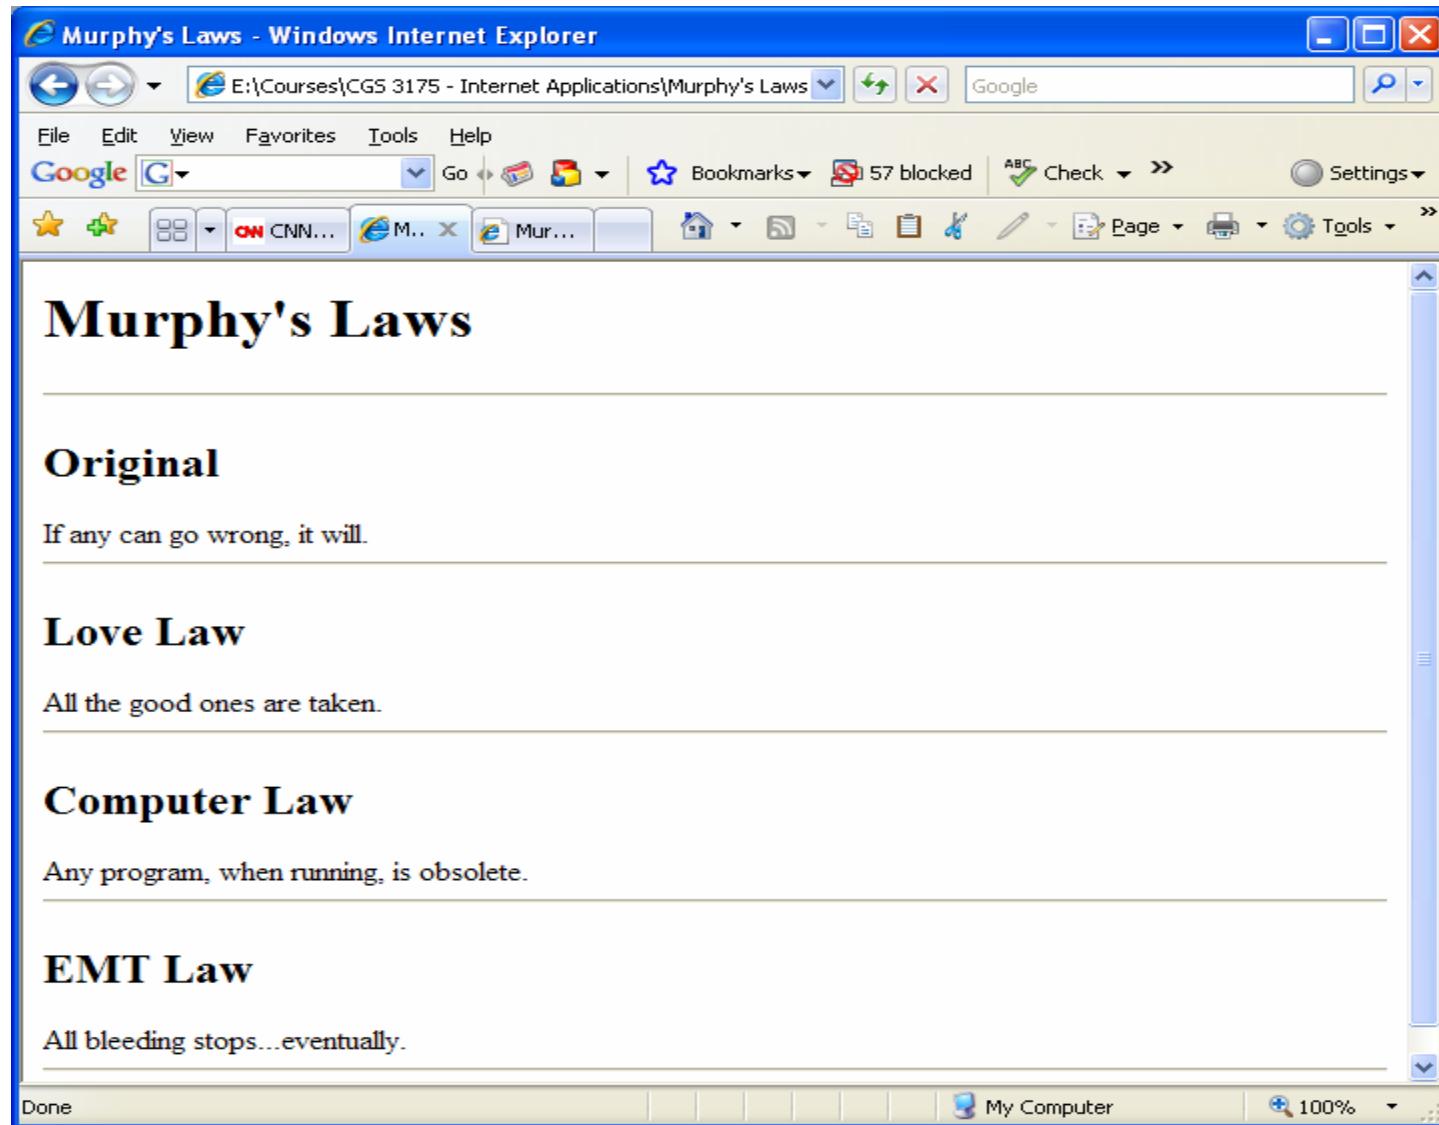 Murphy's Laws - Windows Internet Explorer
E:\Courses\CGS 3175 - Internet Applications\Murphy's Laws
Google
File Edit View Favorites Tools Help
Google G Go Bookmarks 57 blocked ABC Check >> Settings
CNN CNN... M.. X Mur... Page Tools >>
Murphy's Laws
Original
If any can go wrong, it will.
Love Law
All the good ones are taken.
Computer Law
Any program, when running, is obsolete.
EMT Law
All bleeding stops...eventually.
Done My Computer 100%